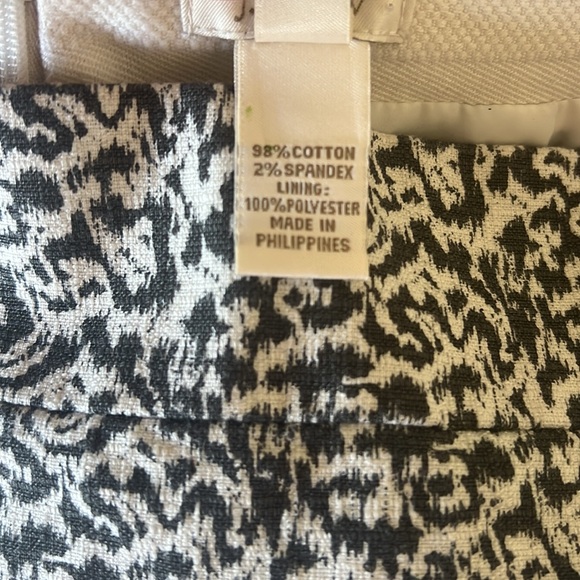 98% COTTON
2% SPANDEX
LINING:
100% POLYESTER
MADE IN
PHILIPPINES